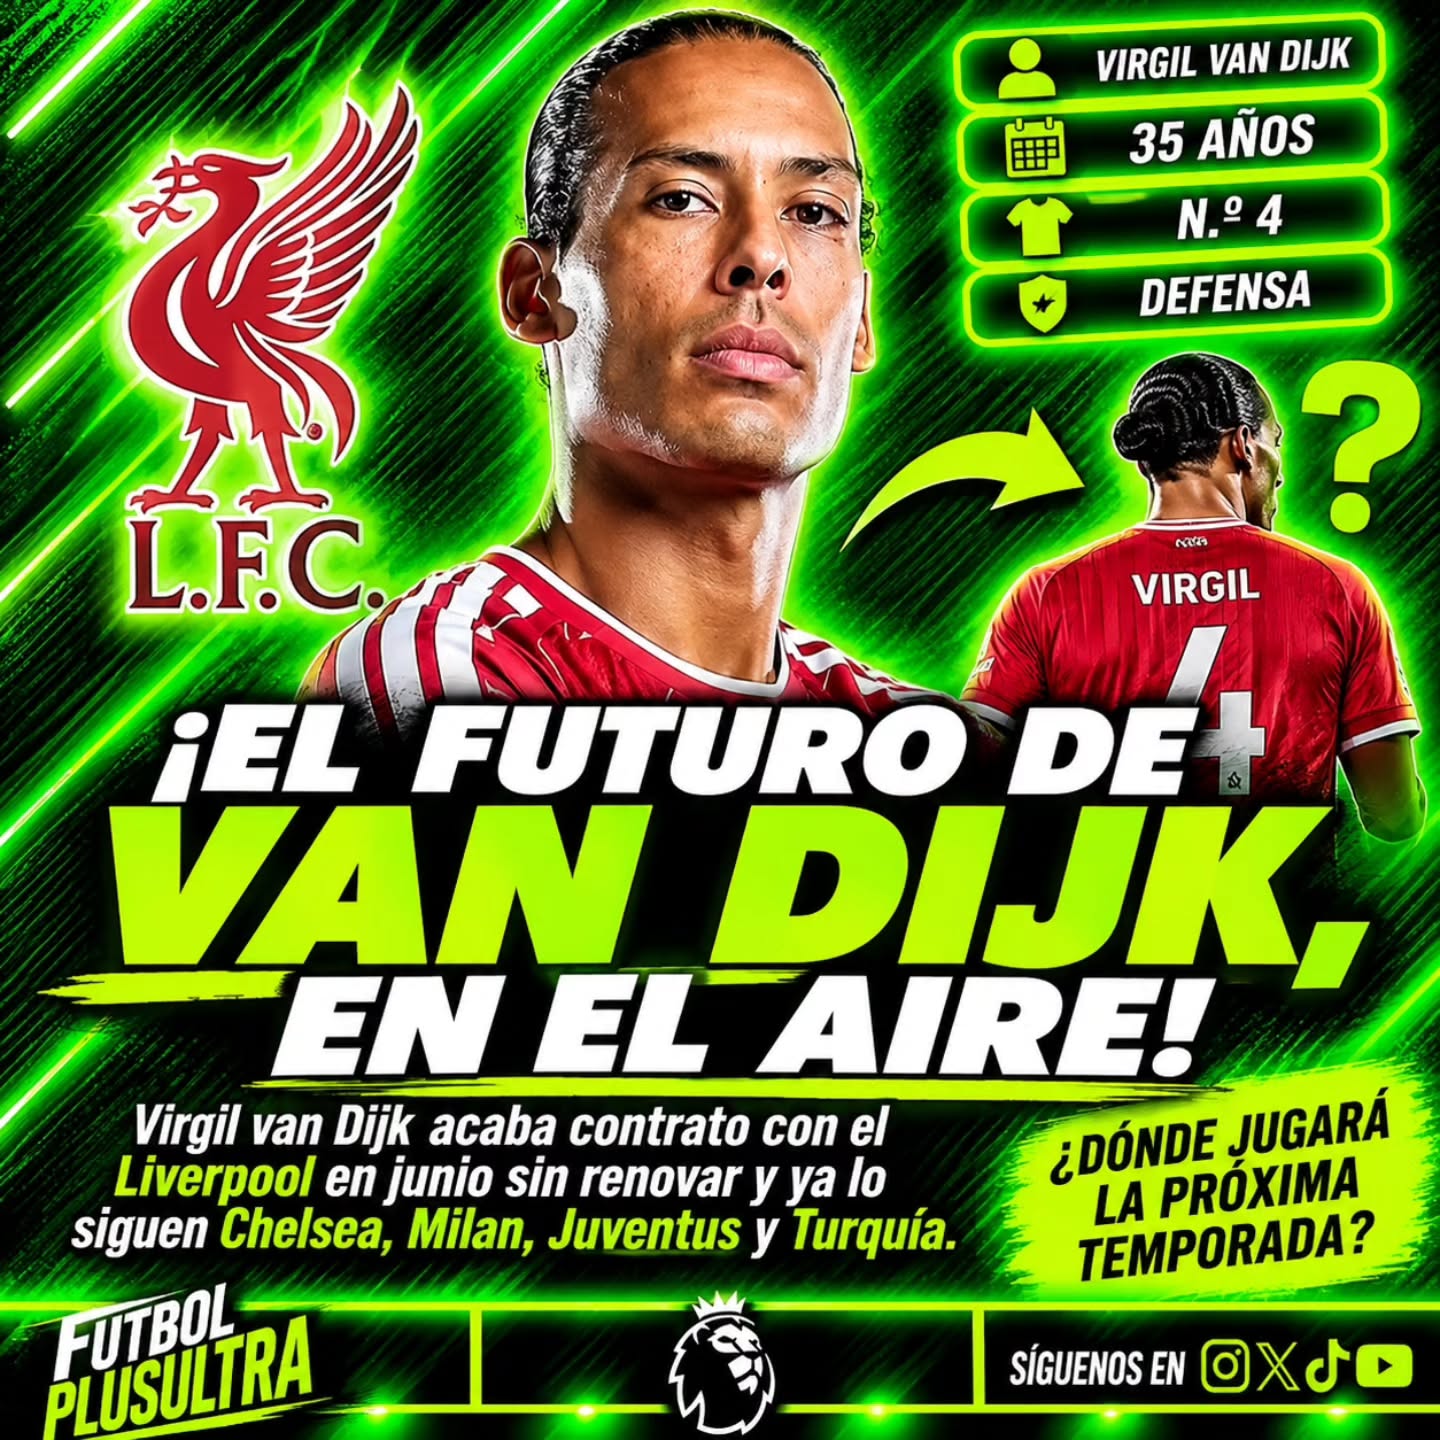 VIRGIL VAN DIJK
35 AÑOS
N.º 4
DEFENSA
L.F.C.
?
VIRGIL
4
¡EL FUTURO DE
VAN DIJK,
EN EL AIRE!
Virgil van Dijk acaba contrato con el
Liverpool en junio sin renovar y ya lo
siguen Chelsea, Milan, Juventus y Turquía.
¿DÓNDE JUGARÁ
LA PRÓXIMA
TEMPORADA?
FUTBOL
PLUSULTRA
SÍGUENOS EN